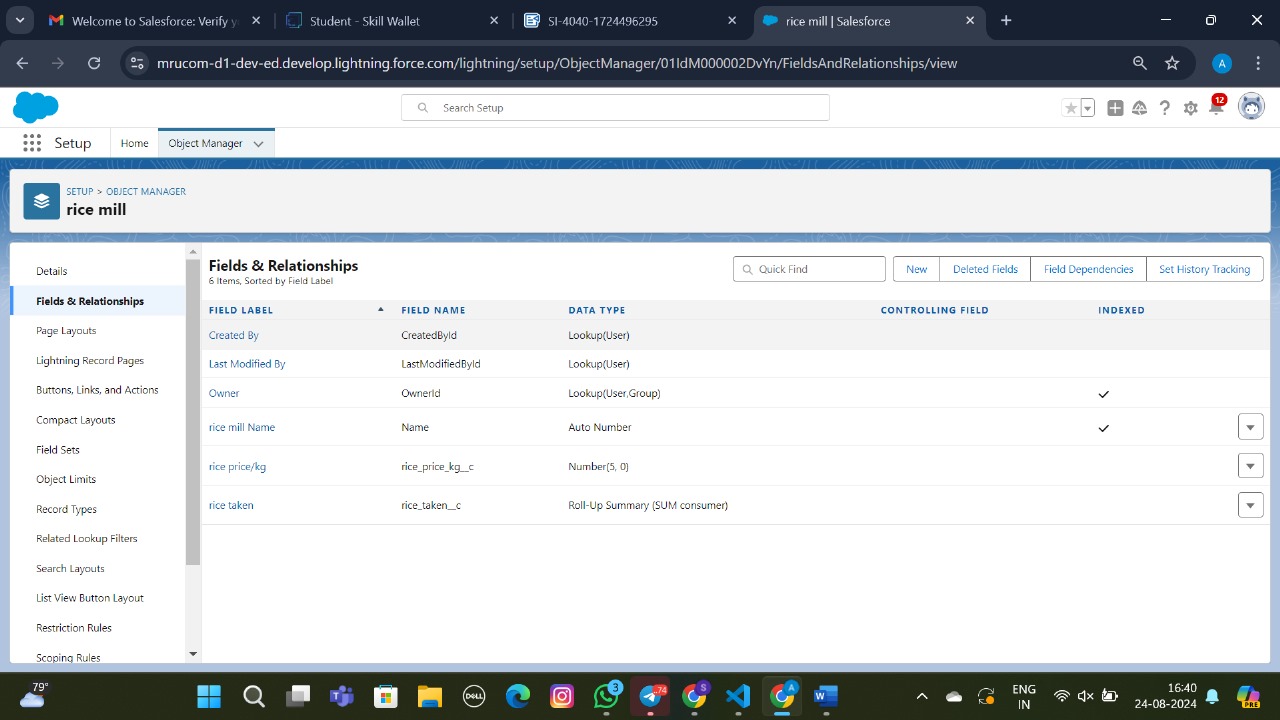 Welcome to Salesforce: Verify y
Student - Skill Wallet
SI-4040-1724496295
rice mill | Salesforce
mrucom-d1-dev-ed.develop.lightning.force.com/lightning/setup/ObjectManager/01IdM000002DvYn/FieldsAndRelationships/view
A
Search Setup
12
Setup
Home
Object Manager
SETUP > OBJECT MANAGER
rice mill
Details
Fields & Relationships
Page Layouts
Lightning Record Pages
Buttons, Links, and Actions
Compact Layouts
Field Sets
Object Limits
Record Types
Related Lookup Filters
Search Layouts
List View Button Layout
Restriction Rules
Scoping Rules
Fields & Relationships
6 Items, Sorted by Field Label
Quick Find
New
Deleted Fields
Field Dependencies
Set History Tracking
FIELD LABEL FIELD NAME DATA TYPE CONTROLLING FIELD INDEXED
Created By CreatedById Lookup(User)
Last Modified By LastModifiedById Lookup(User)
Owner OwnerId Lookup(User,Group)
rice mill Name Name Auto Number
rice price/kg rice_price_kg__c Number(5, 0)
rice taken rice_taken__c Roll-Up Summary (SUM consumer)
79°
DELL
3
74
S
A
W
ENG
IN
16:40
24-08-2024
PRE